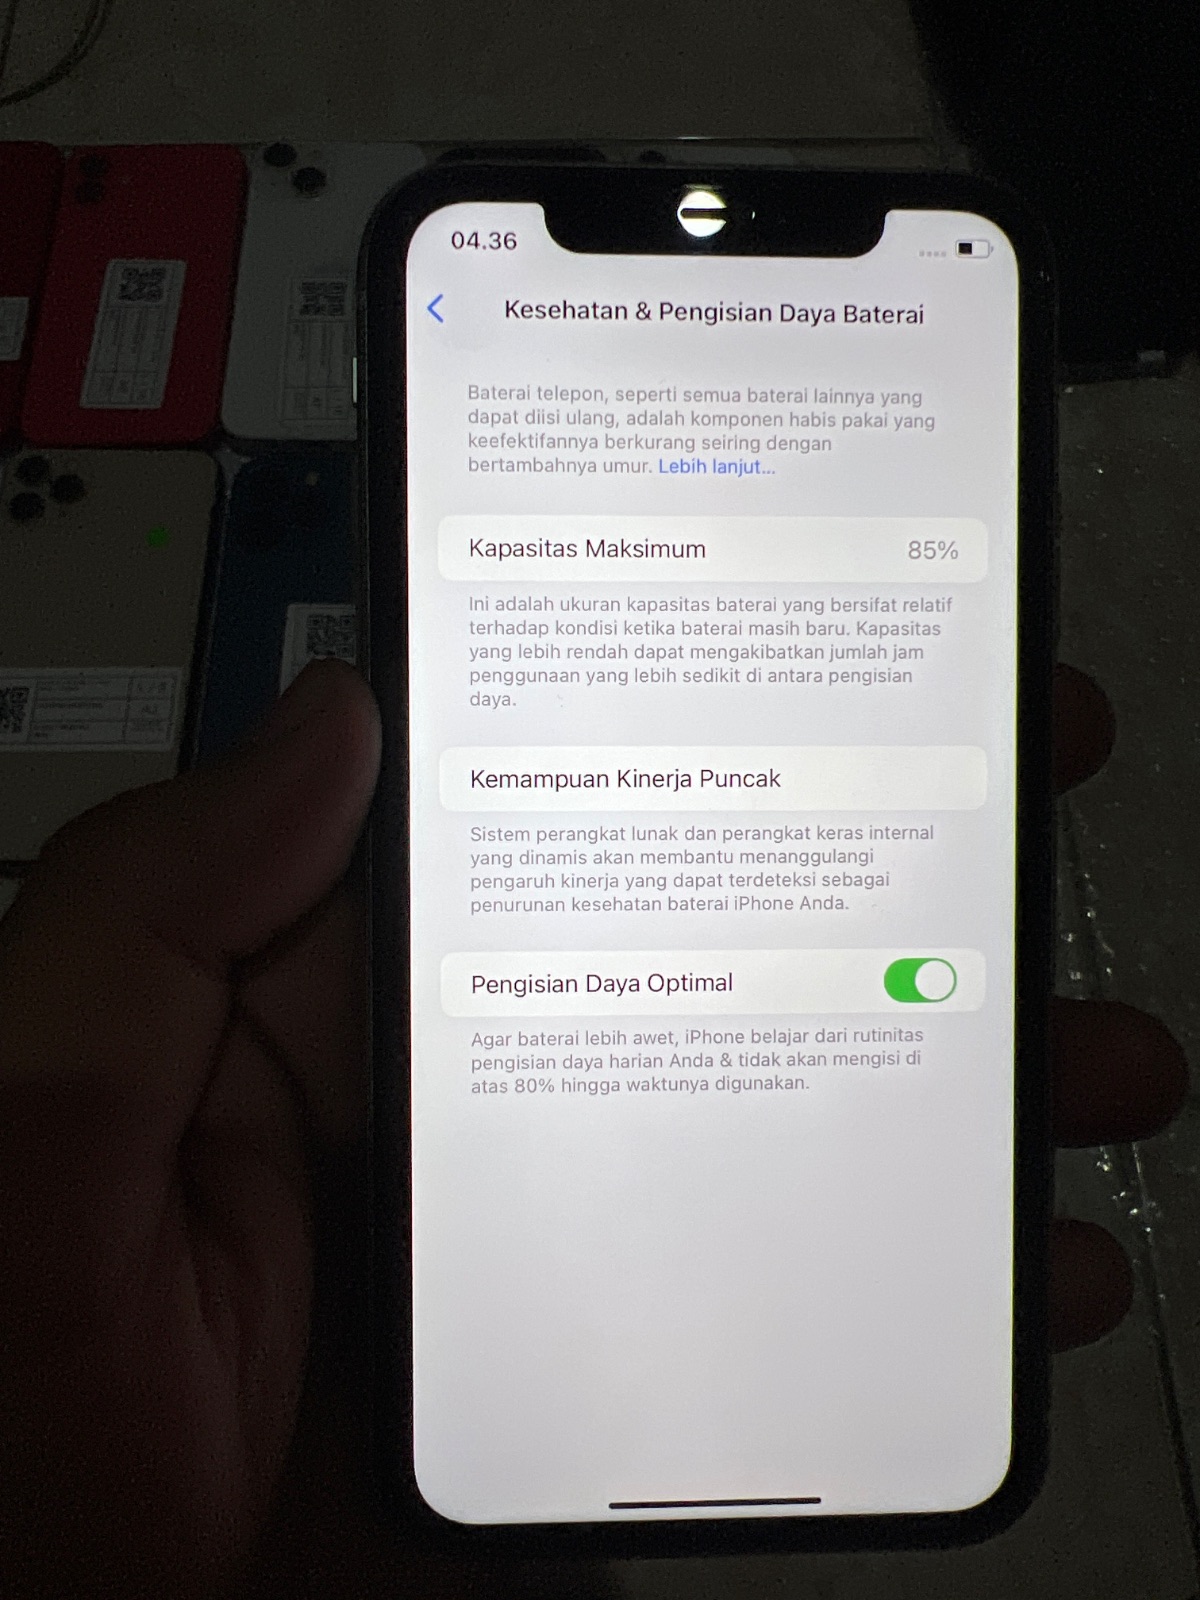 04.36
Kesehatan & Pengisian Daya Baterai
Baterai telepon, seperti semua baterai lainnya yang
dapat diisi ulang, adalah komponen habis pakai yang
keefektifannya berkurang seiring dengan
bertambahnya umur. Lebih lanjut...
Kapasitas Maksimum 85%
Ini adalah ukuran kapasitas baterai yang bersifat relatif
terhadap kondisi ketika baterai masih baru. Kapasitas
yang lebih rendah dapat mengakibatkan jumlah jam
penggunaan yang lebih sedikit di antara pengisian
daya.
Kemampuan Kinerja Puncak
Sistem perangkat lunak dan perangkat keras internal
yang dinamis akan membantu menanggulangi
pengaruh kinerja yang dapat terdeteksi sebagai
penurunan kesehatan baterai iPhone Anda.
Pengisian Daya Optimal
Agar baterai lebih awet, iPhone belajar dari rutinitas
pengisian daya harian Anda & tidak akan mengisi di
atas 80% hingga waktunya digunakan.